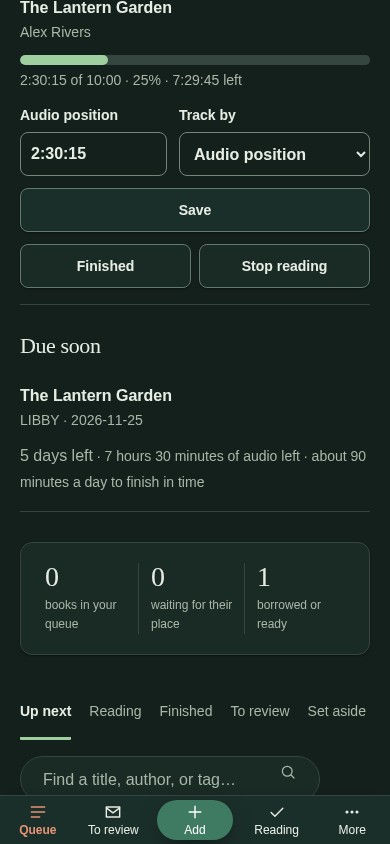 The Lantern Garden
Alex Rivers
2:30:15 of 10:00 · 25% · 7:29:45 left
Audio position
Track by
2:30:15
Audio position
Save
Finished
Stop reading
Due soon
The Lantern Garden
LIBBY · 2026-11-25
5 days left · 7 hours 30 minutes of audio left · about 90
minutes a day to finish in time
0
books in your
queue
0
waiting for their
place
1
borrowed or
ready
Up next
Reading
Finished
To review
Set aside
Find a title, author, or tag…
Queue
To review
Add
Reading
More